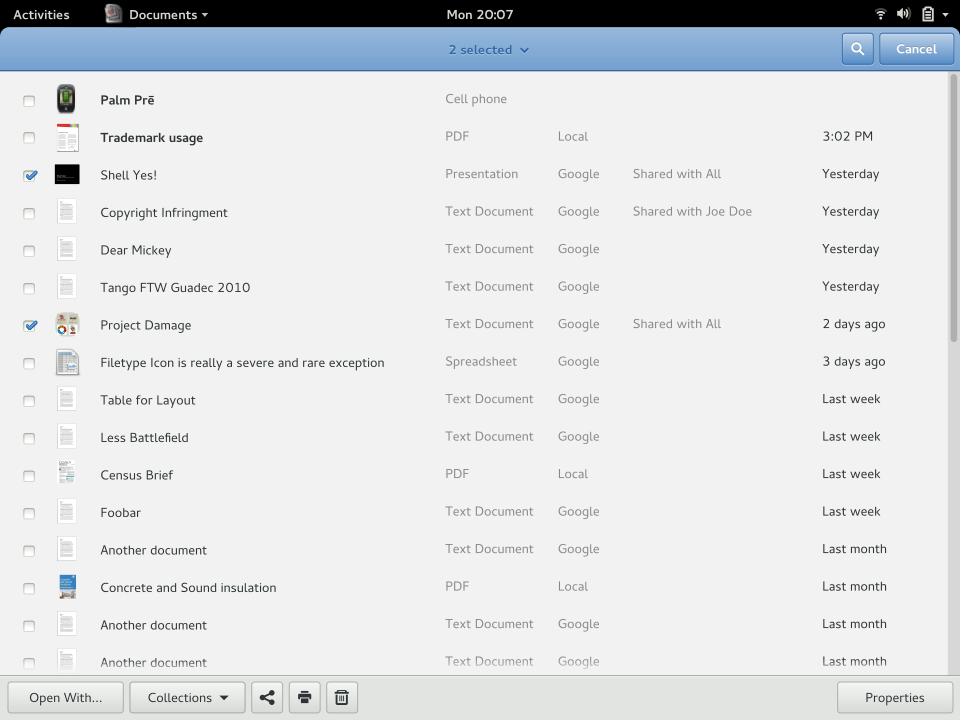 Activities Documents Mon 20:07
2 selected Cancel
Palm Prē Cell phone
Trademark usage PDF Local 3:02 PM
Shell Yes! Presentation Google Shared with All Yesterday
Copyright Infringment Text Document Google Shared with Joe Doe Yesterday
Dear Mickey Text Document Google Yesterday
Tango FTW Guadec 2010 Text Document Google Yesterday
Project Damage Text Document Google Shared with All 2 days ago
Filetype Icon is really a severe and rare exception Spreadsheet Google 3 days ago
Table for Layout Text Document Google Last week
Less Battlefield Text Document Google Last week
Census Brief PDF Local Last week
Foobar Text Document Google Last week
Another document Text Document Google Last month
Concrete and Sound insulation PDF Local Last month
Another document Text Document Google Last month
Another document Text Document Google Last month
Open With... Collections Properties